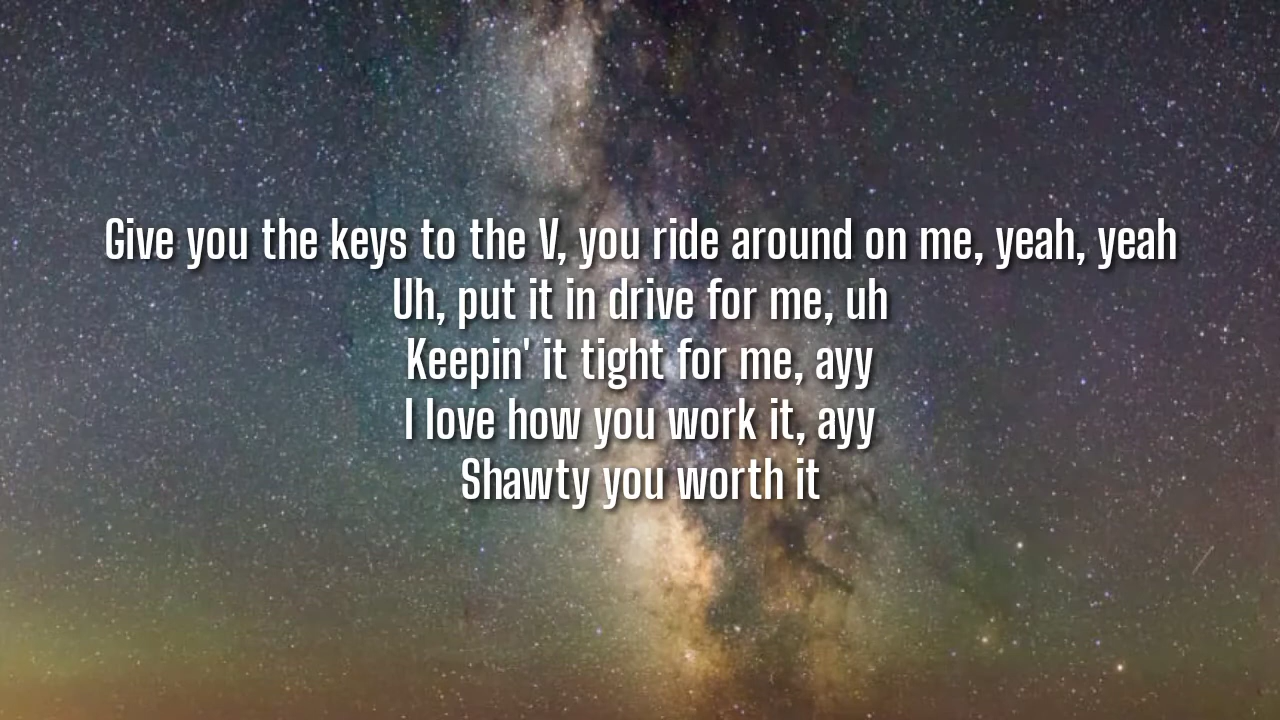 Give you the keys to the V, you ride around on me, yeah, yeah
Uh, put it in drive for me, uh
Keepin' it tight for me, ayy
I love how you work it, ayy
Shawty you worth it